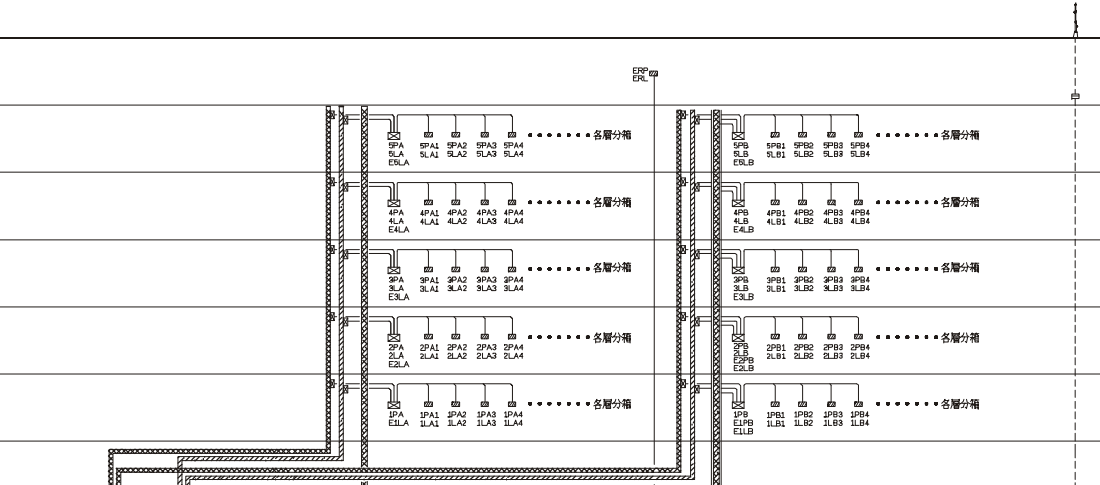 ERP
ERL
5PA 5PA1 5PA2 5PA3 5PA4 各層分箱
5LA 5LA1 5LA2 5LA3 5LA4
E5LA
5PB 5PB1 5PB2 5PB3 5PB4 各層分箱
5LB 5LB1 5LB2 5LB3 5LB4
E5LB
4PA 4PA1 4PA2 4PA3 4PA4 各層分箱
4LA 4LA1 4LA2 4LA3 4LA4
E4LA
4PB 4PB1 4PB2 4PB3 4PB4 各層分箱
4LB 4LB1 4LB2 4LB3 4LB4
E4LB
3PA 3PA1 3PA2 3PA3 3PA4 各層分箱
3LA 3LA1 3LA2 3LA3 3LA4
E3LA
3PB 3PB1 3PB2 3PB3 3PB4 各層分箱
3LB 3LB1 3LB2 3LB3 3LB4
E3LB
2PA 2PA1 2PA2 2PA3 2PA4 各層分箱
2LA 2LA1 2LA2 2LA3 2LA4
E2LA
2PB 2PB1 2PB2 2PB3 2PB4 各層分箱
2LB 2LB1 2LB2 2LB3 2LB4
E2PB
E2LB
1PA 1PA1 1PA2 1PA3 1PA4 各層分箱
E1LA 1LA1 1LA2 1LA3 1LA4
1PB 1PB1 1PB2 1PB3 1PB4 各層分箱
E1PB 1LB1 1LB2 1LB3 1LB4
E1LB